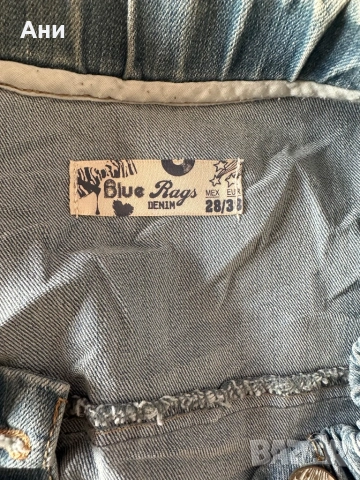 Ани
Blue Rags
DENIM
MEX EU
28/3